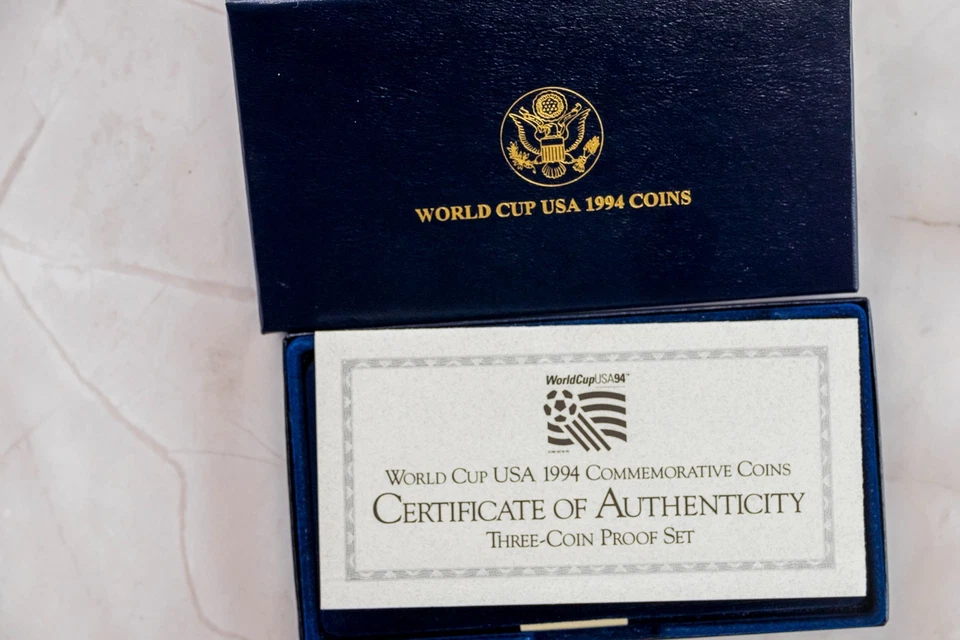 WORLD CUP USA 1994 COINS
WorldCupUSA94
World Cup USA 1994 Commemorative Coins
Certificate of Authenticity
Three-Coin Proof Set